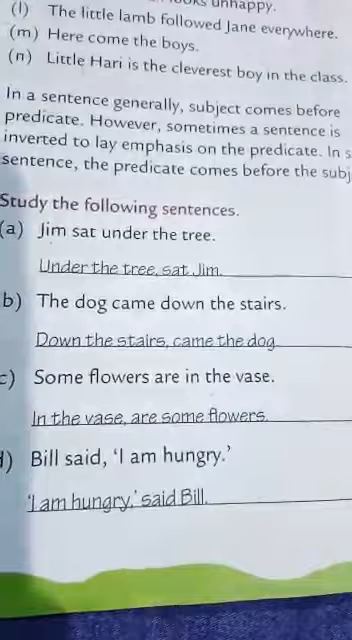 unhappy.
(l) The little lamb followed Jane everywhere.
(m) Here come the boys.
(n) Little Hari is the cleverest boy in the class.
In a sentence generally, subject comes before
predicate. However, sometimes a sentence is
inverted to lay emphasis on the predicate. In
sentence, the predicate comes before the
Study the following sentences.
(a) Jim sat under the tree.
Under the tree, sat Jim.
b) The dog came down the stairs.
Down the stairs, came the dog
c) Some flowers are in the vase.
In the vase, are some flowers.
d) Bill said, ‘I am hungry.’
‘I am hungry,’ said Bill.